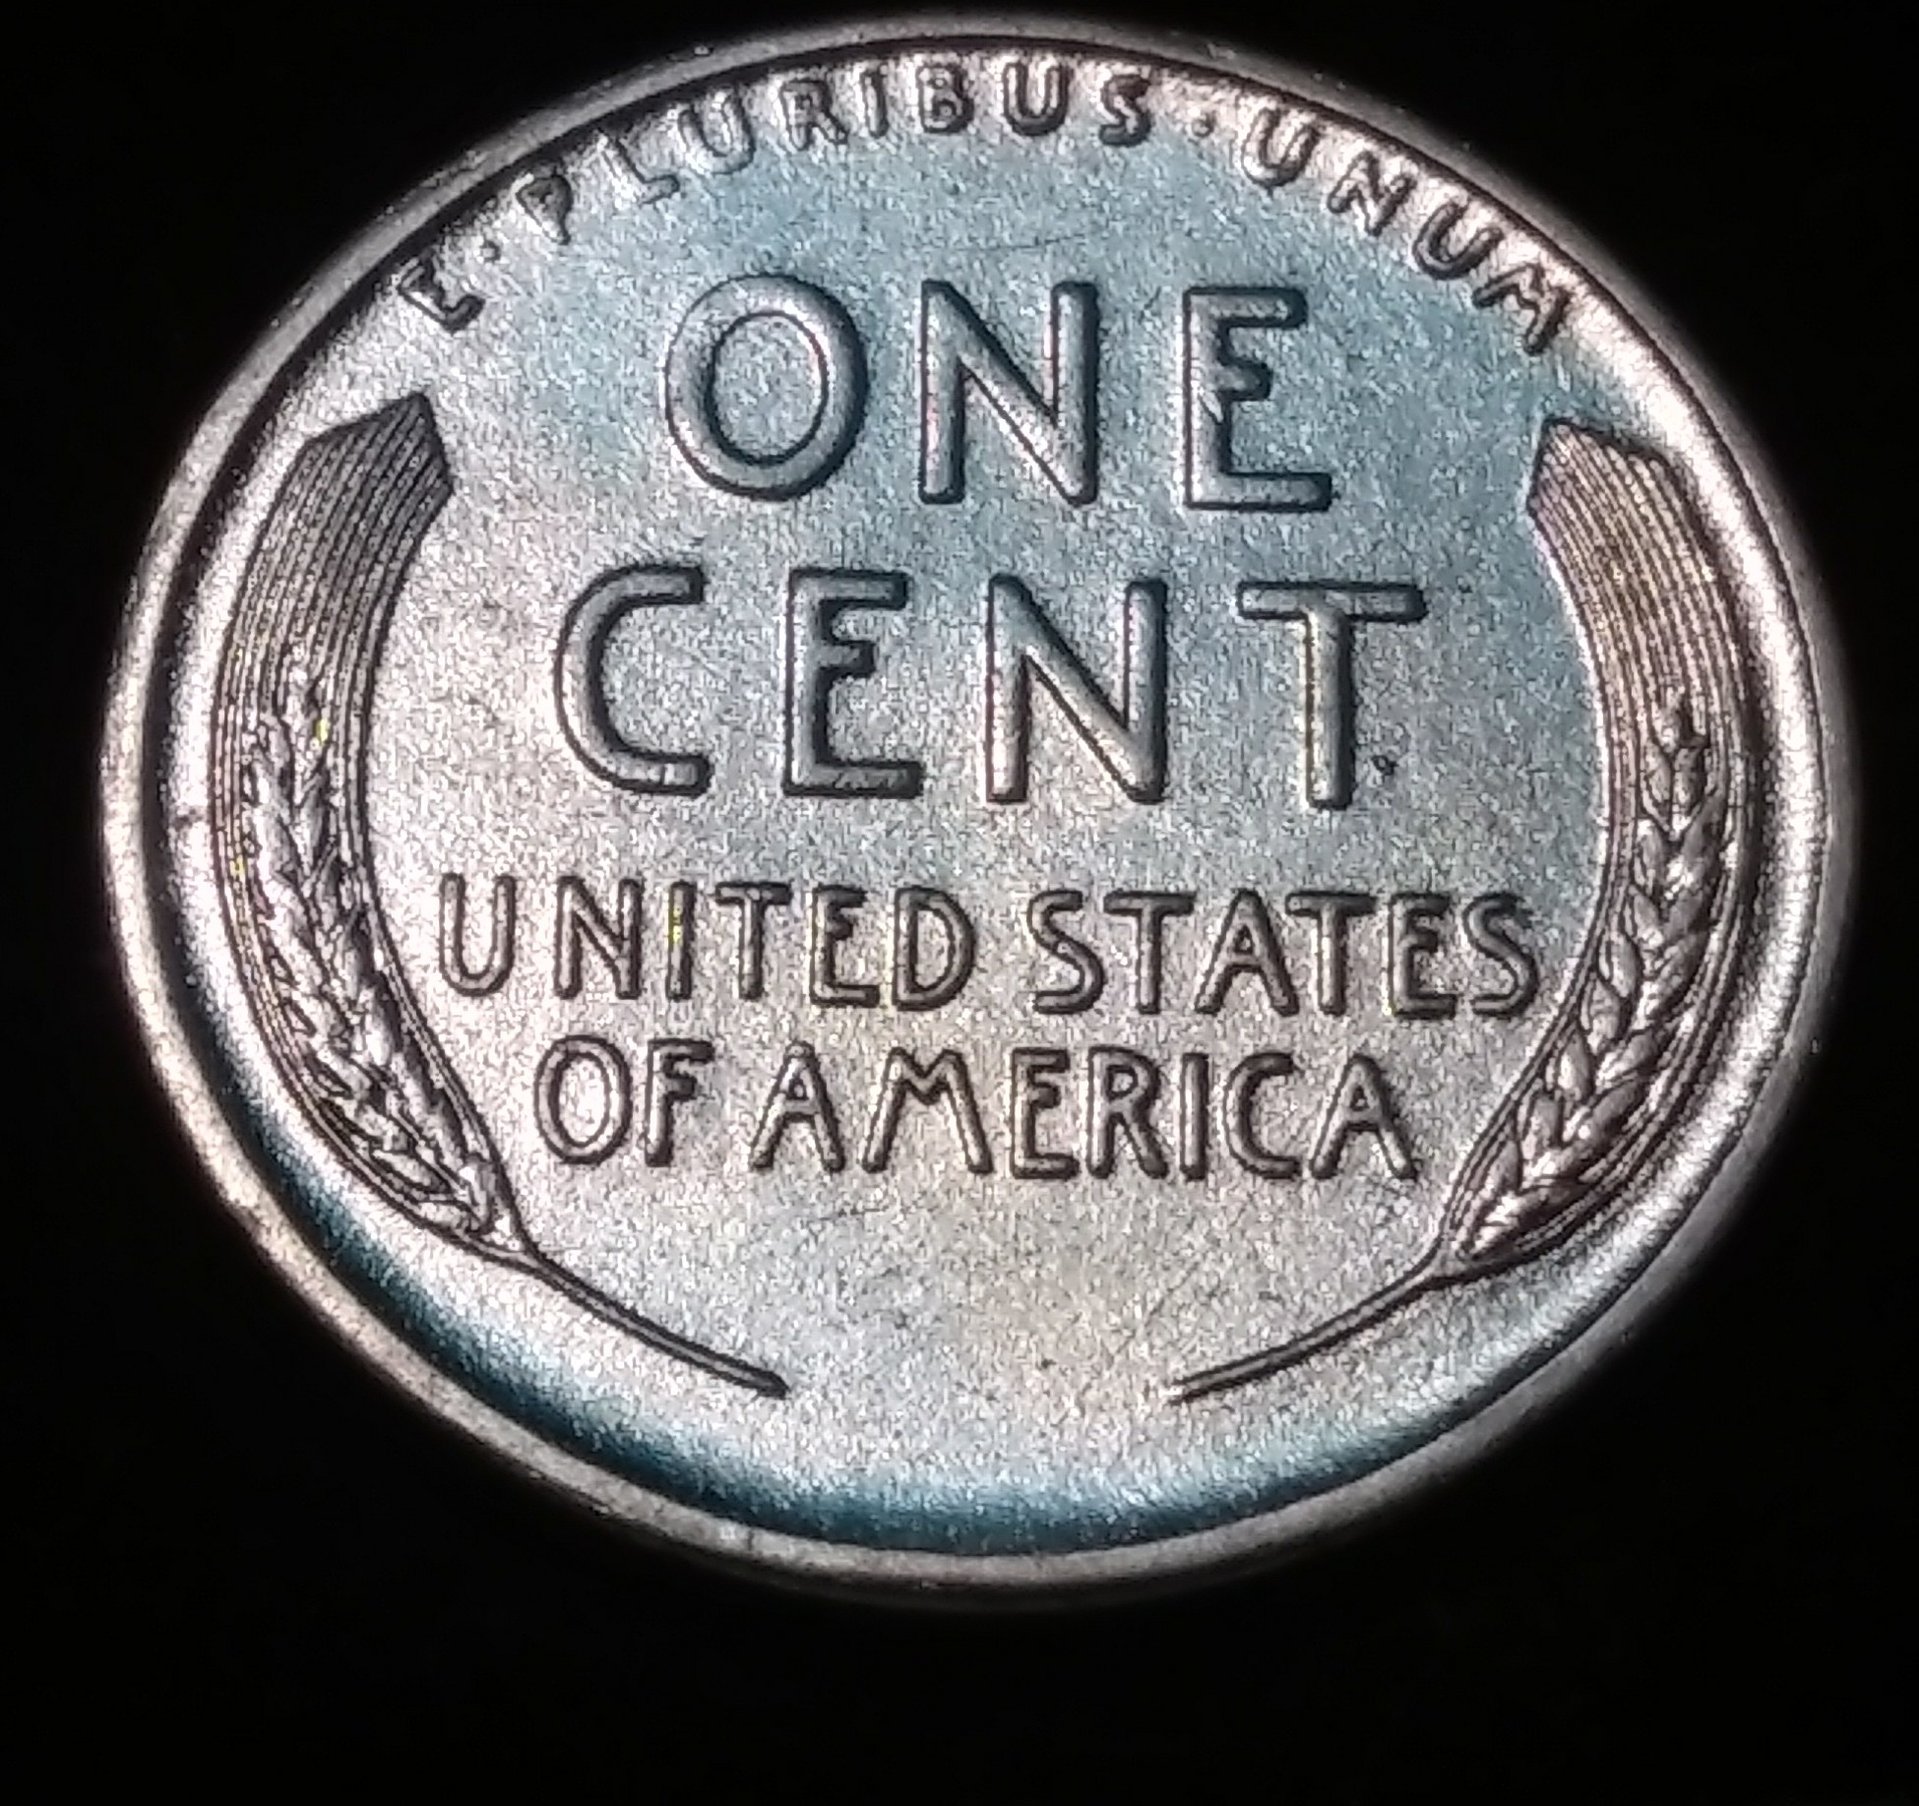 E·PLURIBUS·UNUM
ONE
CENT
UNITED STATES
OF AMERICA